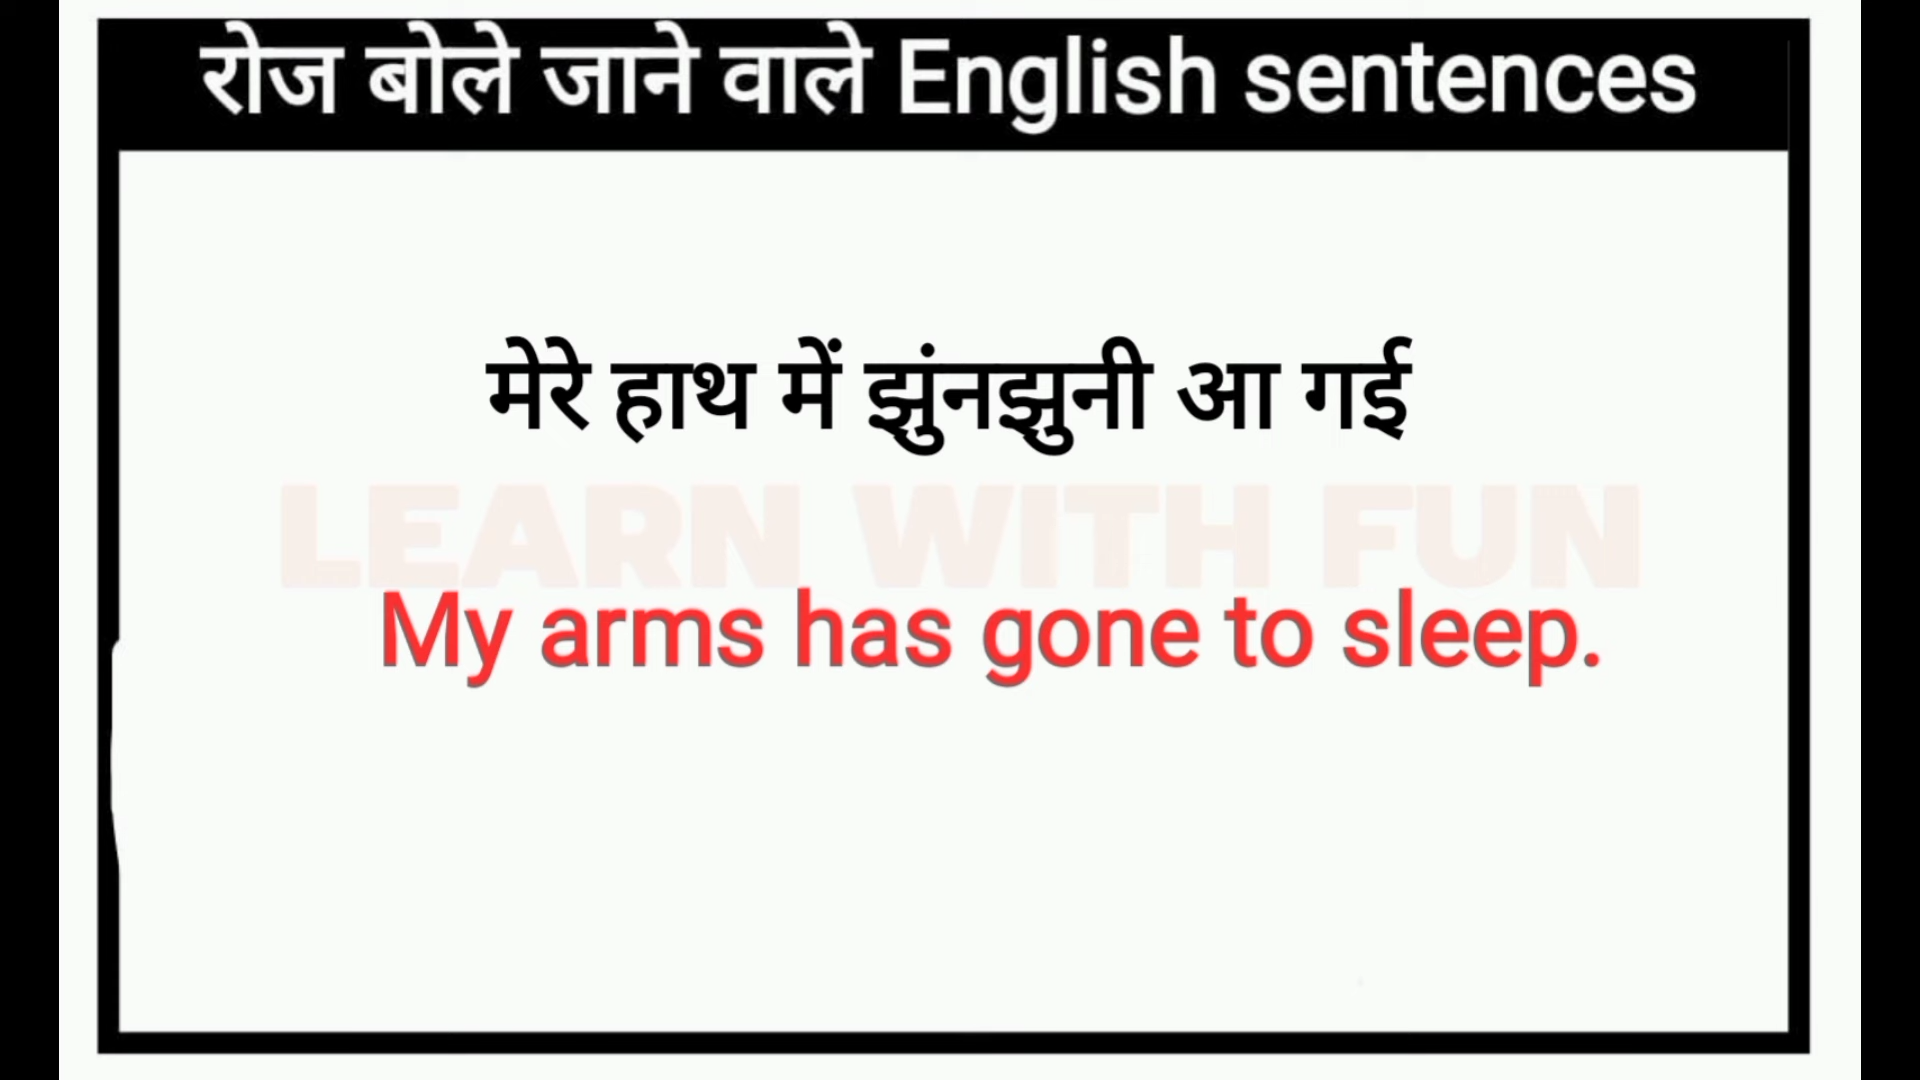 रोज बोले जाने वाले English sentences
मेरे हाथ में झुंनझुनी आ गई
LEARN WITH FUN
My arms has gone to sleep.